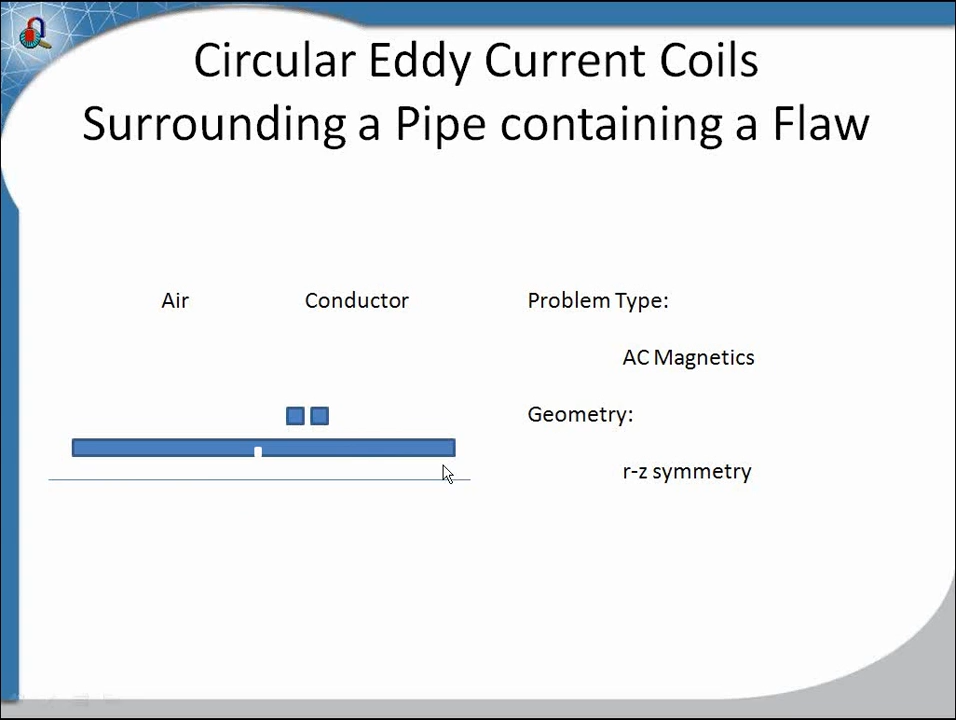 Circular Eddy Current Coils
Surrounding a Pipe containing a Flaw
Air
Conductor
Problem Type:
AC Magnetics
Geometry:
r-z symmetry